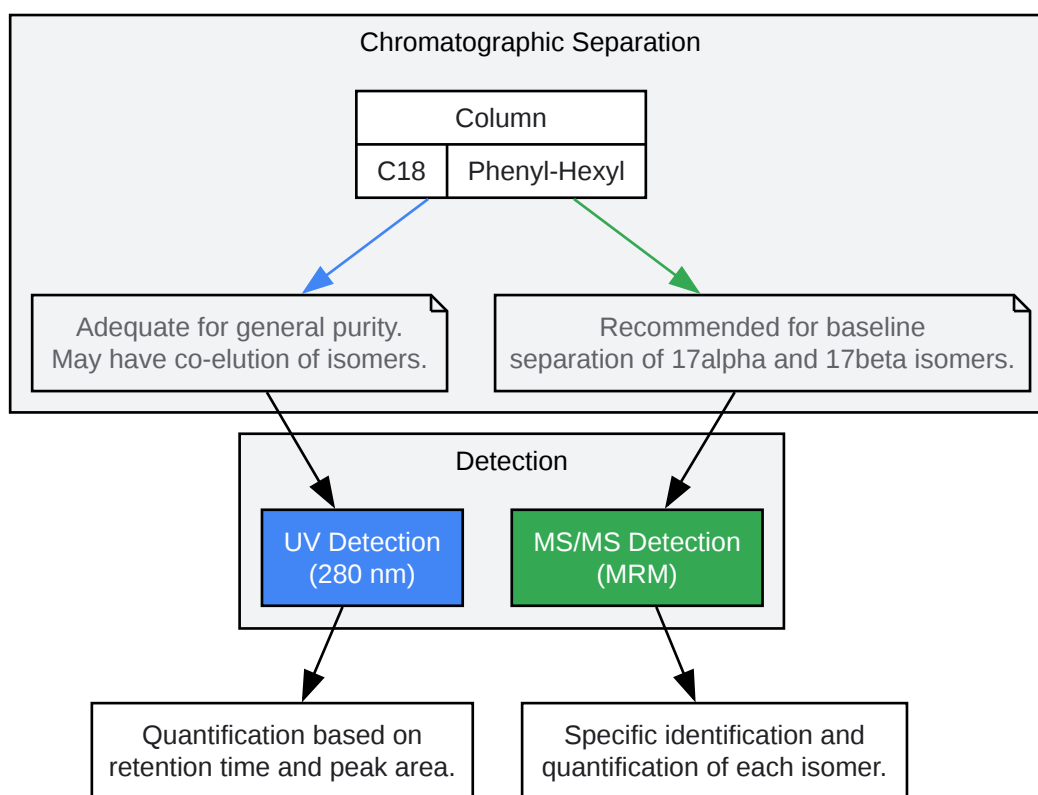 Chromatographic Separation
Column
C18
Phenyl-Hexyl
Adequate for general purity.
May have co-elution of isomers.
Recommended for baseline
separation of 17alpha and 17beta isomers.
Detection
UV Detection
(280 nm)
MS/MS Detection
(MRM)
Quantification based on
retention time and peak area.
Specific identification and
quantification of each isomer.